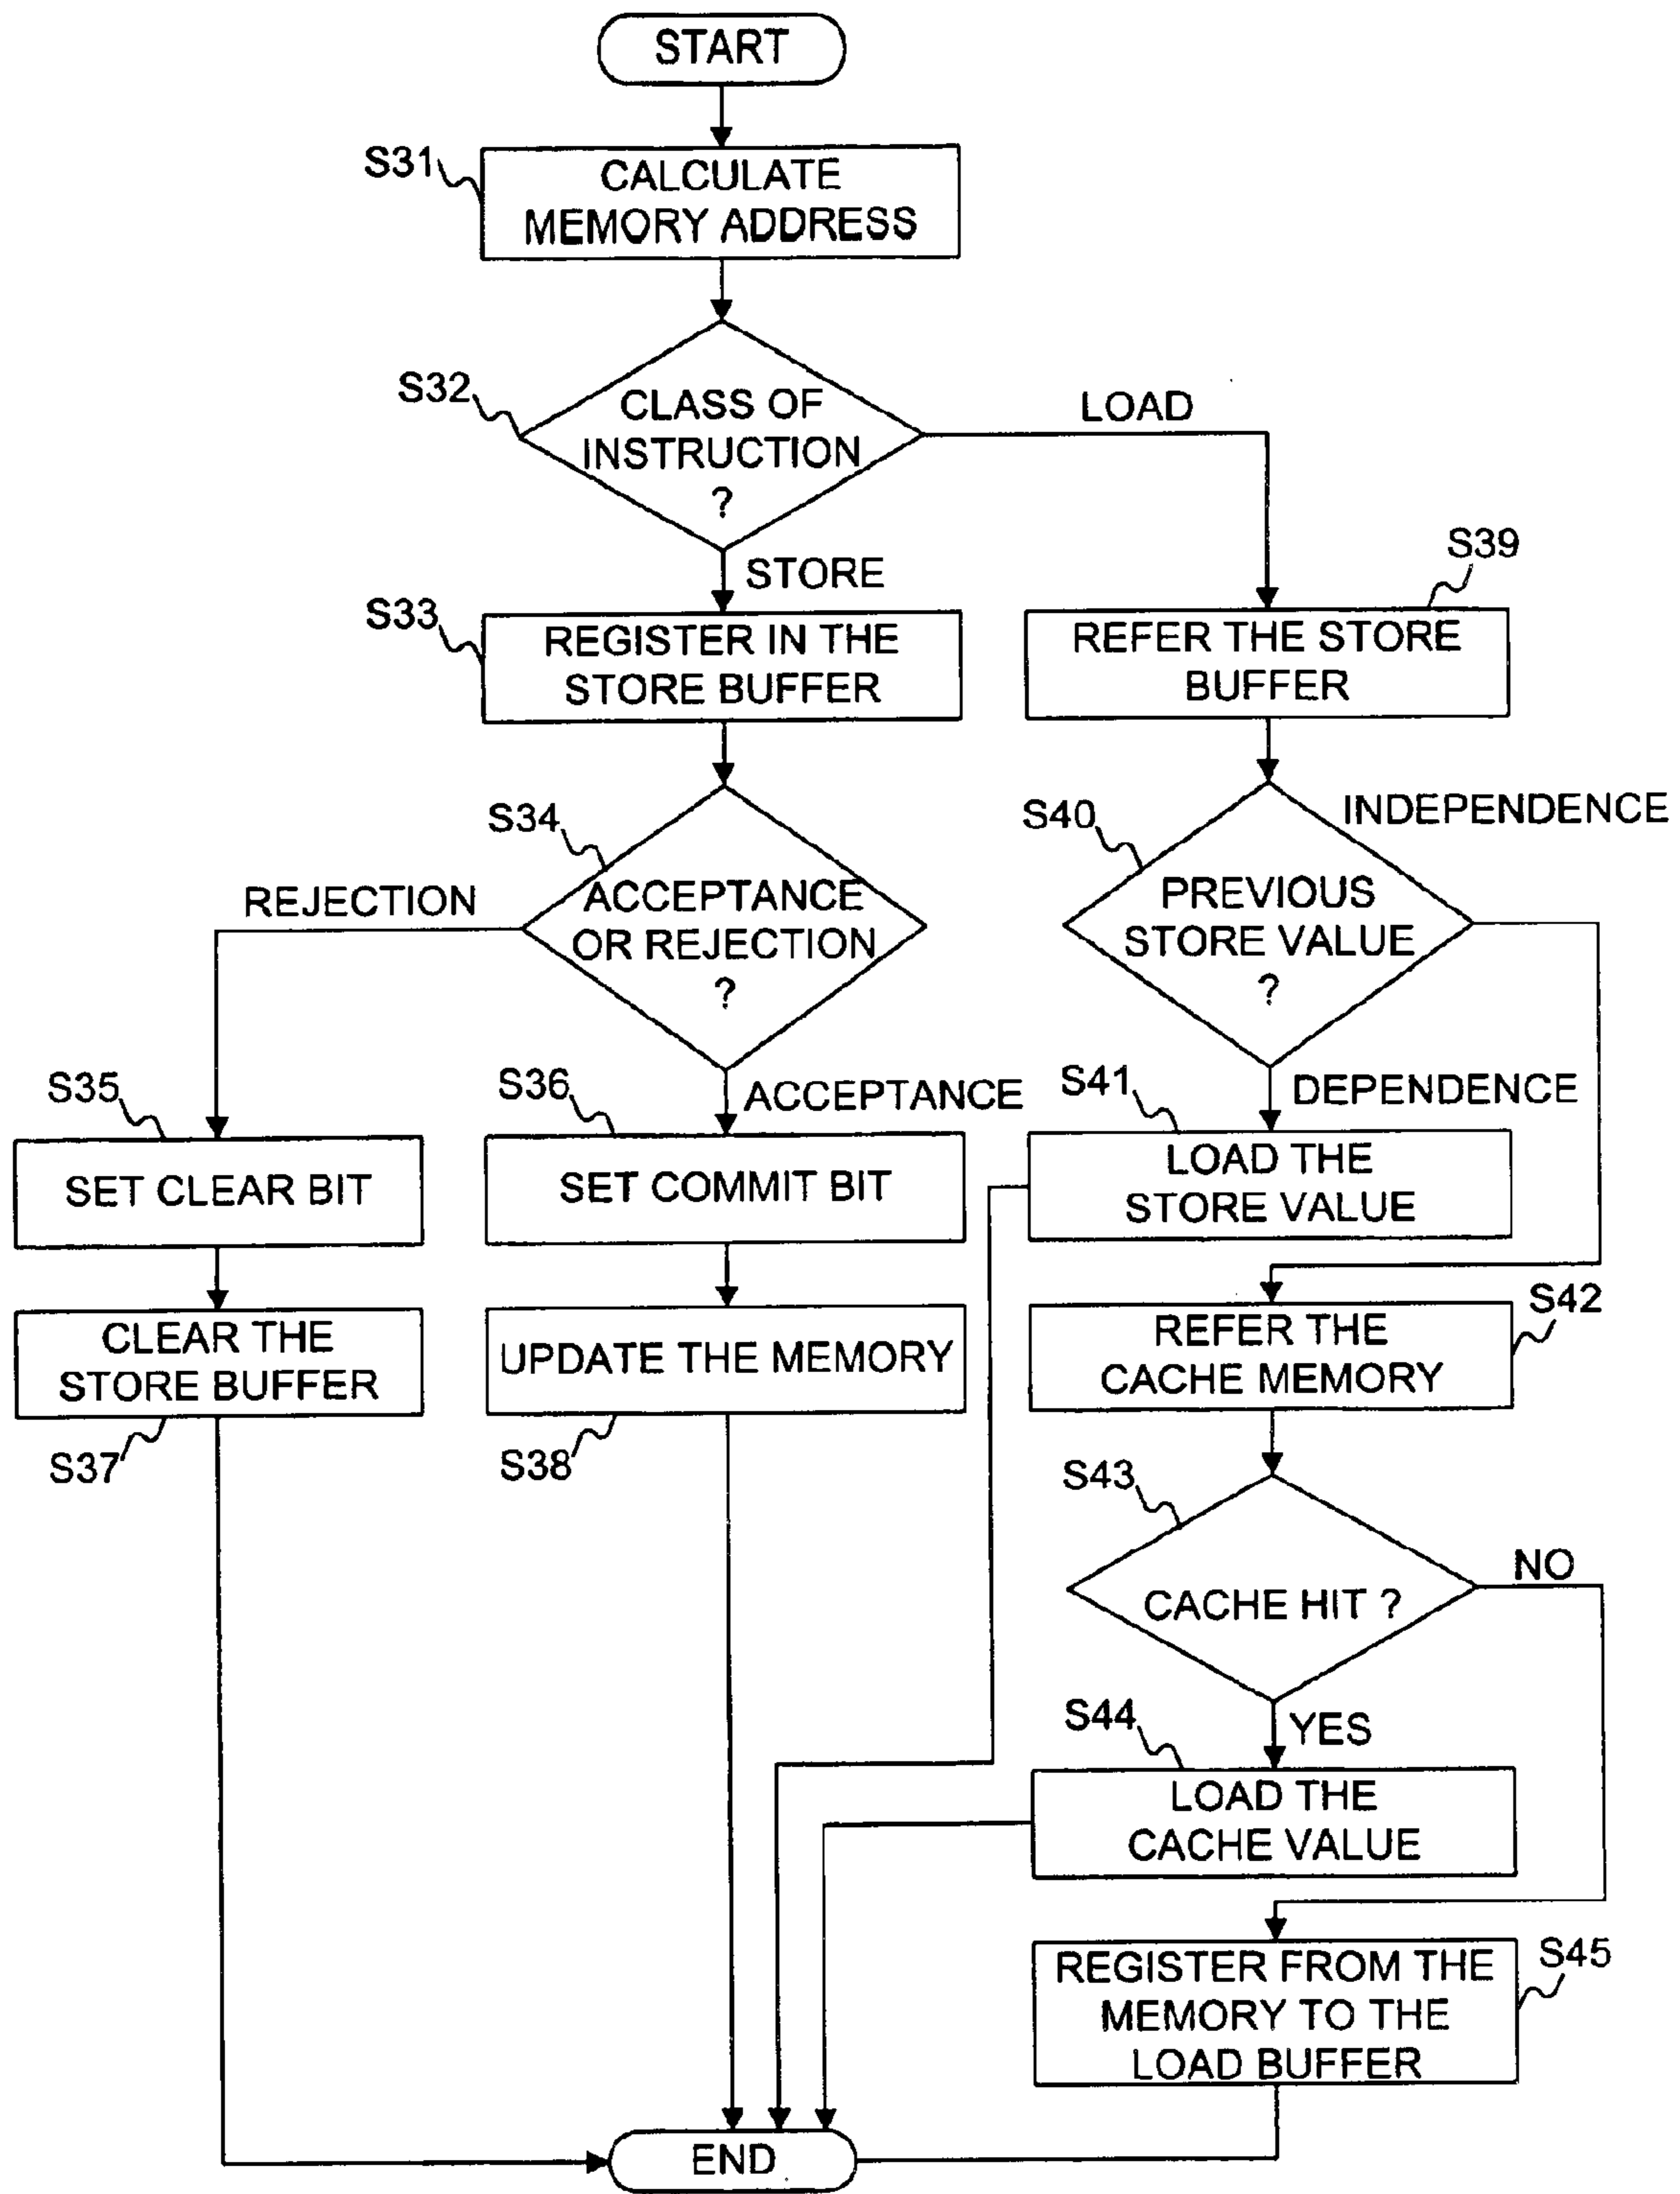 START
S31
CALCULATE
MEMORY ADDRESS
S32
CLASS OF
INSTRUCTION
?
LOAD
STORE
S33
REGISTER IN THE
STORE BUFFER
S39
REFER THE STORE
BUFFER
S34
ACCEPTANCE
OR REJECTION
?
REJECTION
S40
INDEPENDENCE
PREVIOUS
STORE VALUE
?
S35
SET CLEAR BIT
S36
ACCEPTANCE
SET COMMIT BIT
S41
DEPENDENCE
LOAD THE
STORE VALUE
CLEAR THE
STORE BUFFER
S37
UPDATE THE MEMORY
S38
S42
REFER THE
CACHE MEMORY
S43
CACHE HIT ?
NO
S44
YES
LOAD THE
CACHE VALUE
S45
REGISTER FROM THE
MEMORY TO THE
LOAD BUFFER
END